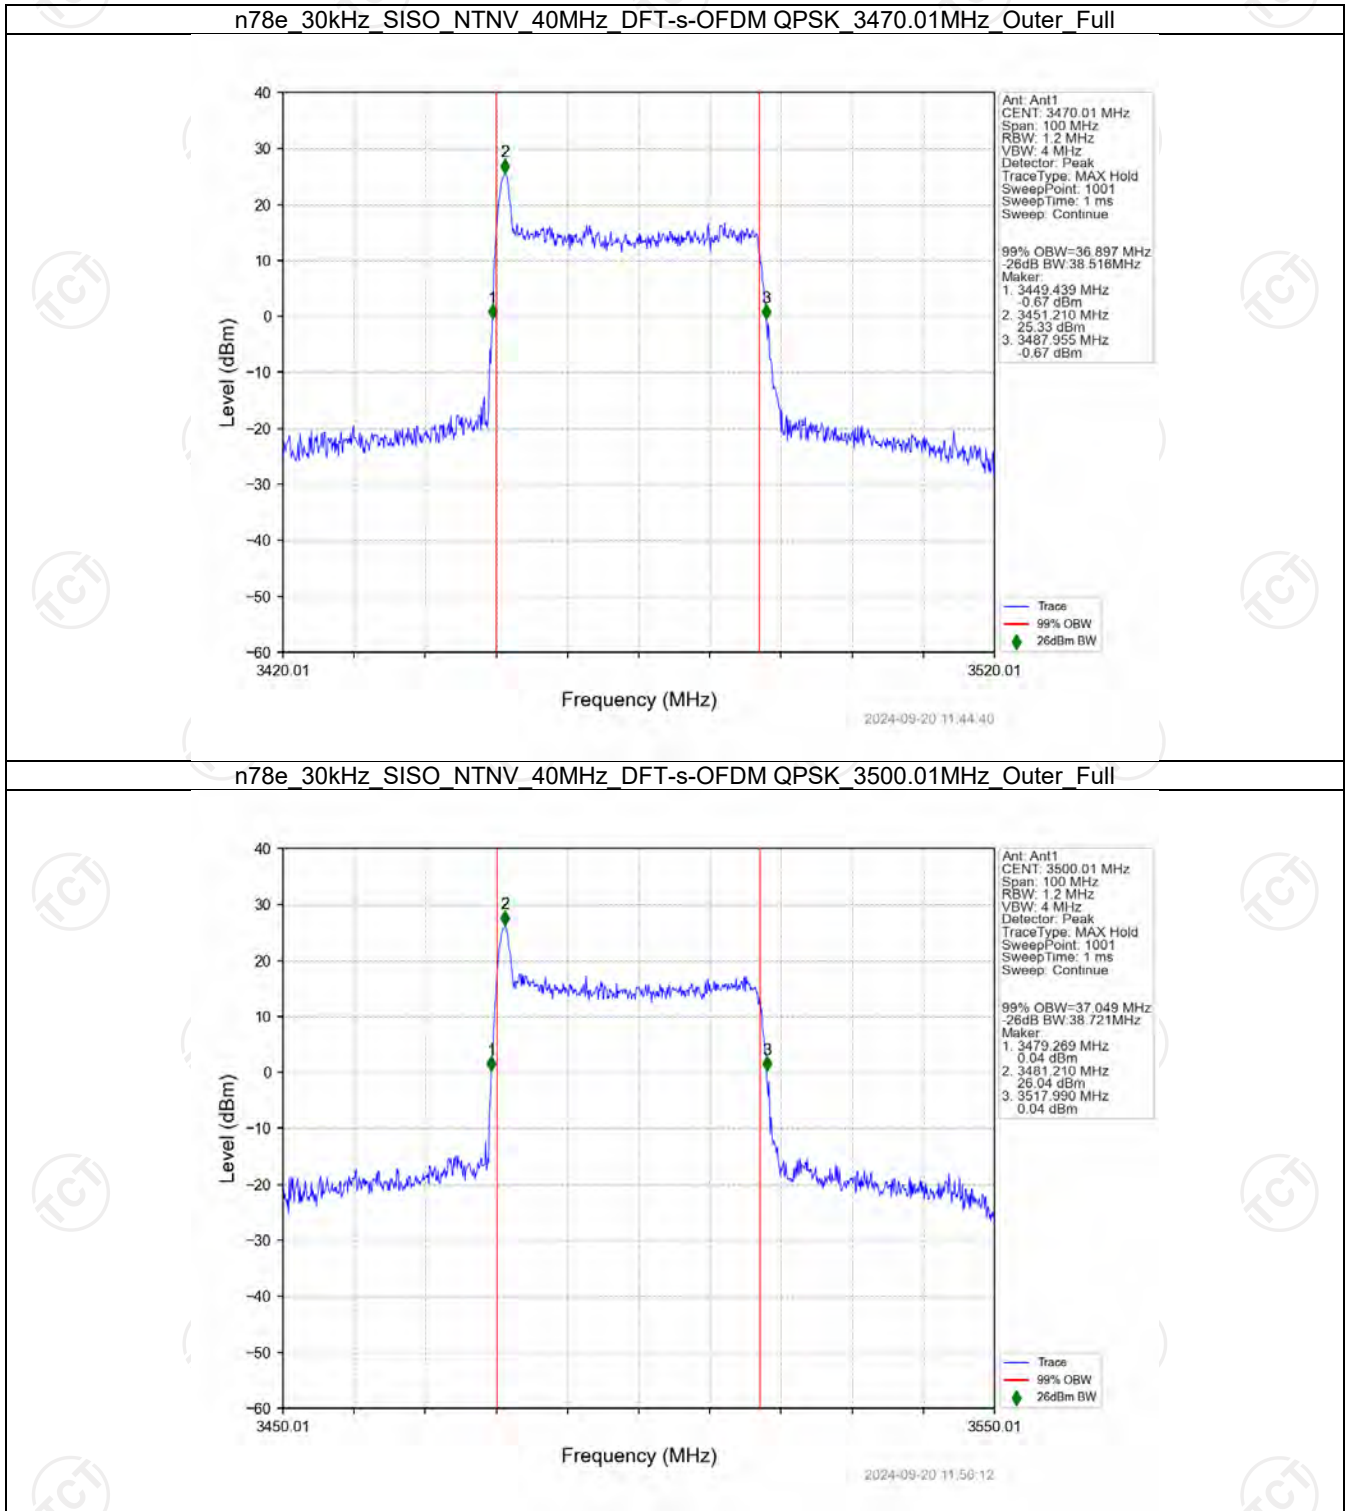 n78e_30kHz_SISO_NTNV_40MHz_DFT-s-OFDM QPSK_3470.01MHz_Outer_Full
Ant: Ant1
CENT: 3470.01 MHz
Span: 100 MHz
RBW: 1.2 MHz
VBW: 4 MHz
Detector: Peak
TraceType: MAX Hold
SweepPoint: 1001
SweepTime: 1 ms
Sweep: Continue
99% OBW=36.897 MHz
-26dB BW:38.516MHz
Maker:
1. 3449.439 MHz
-0.67 dBm
2. 3451.210 MHz
25.33 dBm
3. 3487.955 MHz
-0.67 dBm
40
30
20
10
0
−10
−20
−30
−40
−50
−60
Level (dBm)
1
2
3
Trace
99% OBW
26dBm BW
3420.01
3520.01
Frequency (MHz)
2024-09-20 11:44:40
n78e_30kHz_SISO_NTNV_40MHz_DFT-s-OFDM QPSK_3500.01MHz_Outer_Full
Ant: Ant1
CENT: 3500.01 MHz
Span: 100 MHz
RBW: 1.2 MHz
VBW: 4 MHz
Detector: Peak
TraceType: MAX Hold
SweepPoint: 1001
SweepTime: 1 ms
Sweep: Continue
99% OBW=37.049 MHz
-26dB BW:38.721MHz
Maker:
1. 3479.269 MHz
0.04 dBm
2. 3481.210 MHz
26.04 dBm
3. 3517.990 MHz
0.04 dBm
40
30
20
10
0
−10
−20
−30
−40
−50
−60
Level (dBm)
1
2
3
Trace
99% OBW
26dBm BW
3450.01
3550.01
Frequency (MHz)
2024-09-20 11:56:12
TCT
TCT
TCT
TCT
TCT
TCT
TCT
TCT